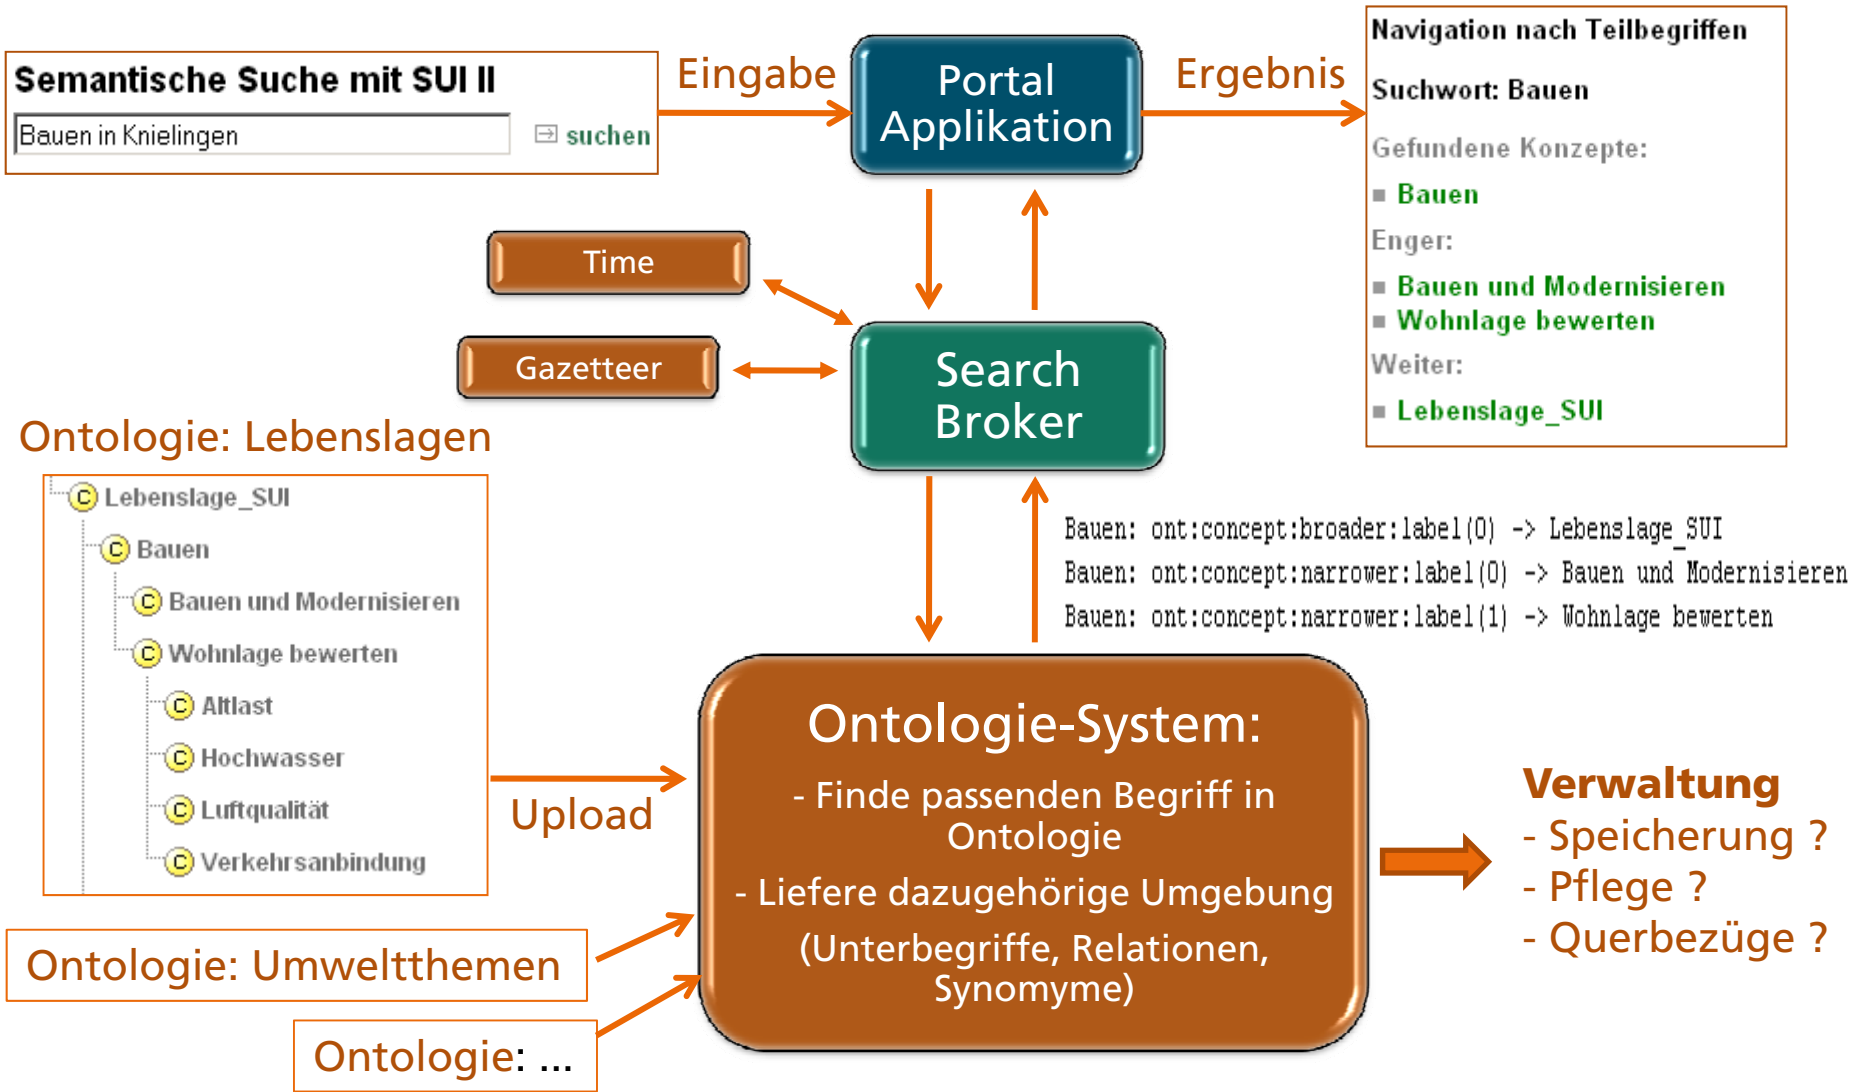 Semantische Suche mit SUI II
Bauen in Knielingen
suchen
Eingabe
Portal
Applikation
Ergebnis
Navigation nach Teilbegriffen
Suchwort: Bauen
Gefundene Konzepte:
Bauen
Enger:
Bauen und Modernisieren
Wohnlage bewerten
Weiter:
Lebenslage_SUI
Time
Gazetteer
Search
Broker
Ontologie: Lebenslagen
C Lebenslage_SUI
C Bauen
C Bauen und Modernisieren
C Wohnlage bewerten
C Altlast
C Hochwasser
C Luftqualität
C Verkehrsanbindung
Bauen: ont:concept:broader:label(0) -> Lebenslage_SUI
Bauen: ont:concept:narrower:label(0) -> Bauen und Modernisieren
Bauen: ont:concept:narrower:label(1) -> Wohnlage bewerten
Upload
Ontologie-System:
- Finde passenden Begriff in
Ontologie
- Liefere dazugehörige Umgebung
(Unterbegriffe, Relationen,
Synomyme)
Verwaltung
- Speicherung ?
- Pflege ?
- Querbezüge ?
Ontologie: Umweltthemen
Ontologie: ...